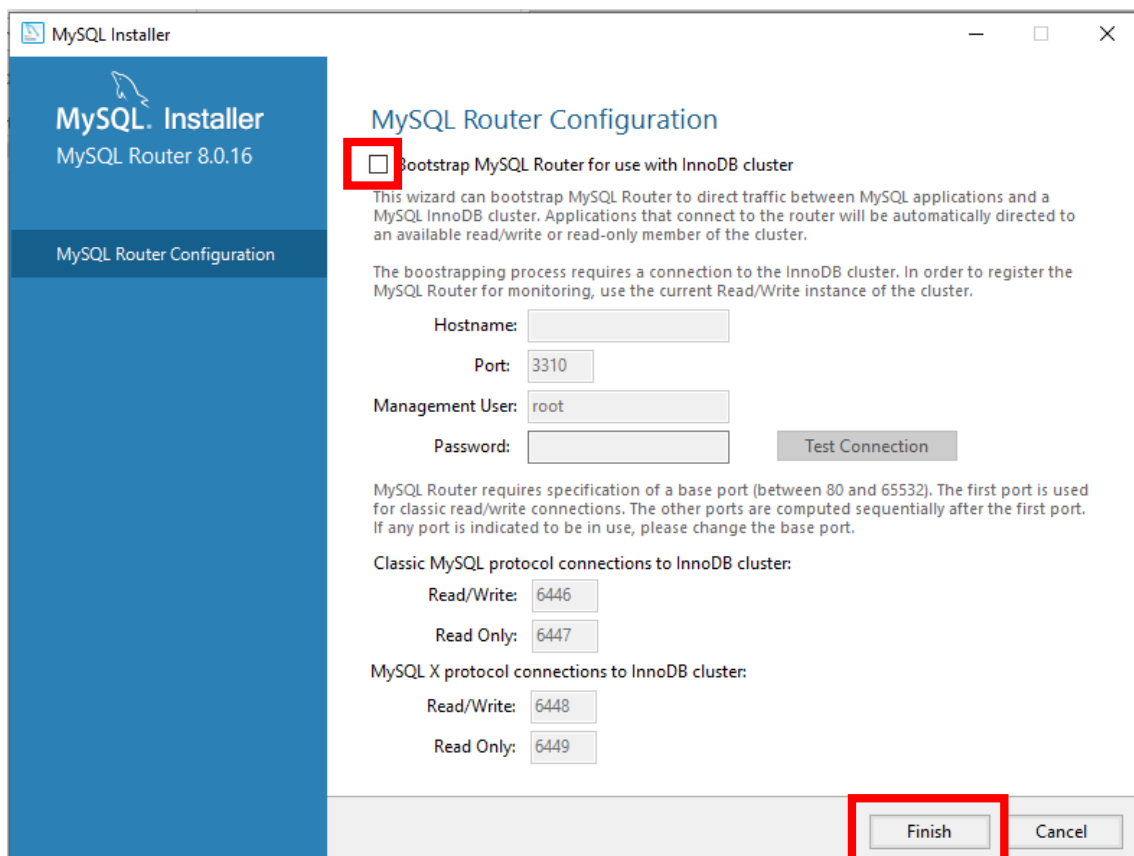 MySQL Installer
MySQL. Installer
MySQL Router 8.0.16
MySQL Router Configuration
MySQL Router Configuration
Bootstrap MySQL Router for use with InnoDB cluster
This wizard can bootstrap MySQL Router to direct traffic between MySQL applications and a
MySQL InnoDB cluster. Applications that connect to the router will be automatically directed to
an available read/write or read-only member of the cluster.
The boostrapping process requires a connection to the InnoDB cluster. In order to register the
MySQL Router for monitoring, use the current Read/Write instance of the cluster.
Hostname:
Port: 3310
Management User: root
Password: Test Connection
MySQL Router requires specification of a base port (between 80 and 65532). The first port is used
for classic read/write connections. The other ports are computed sequentially after the first port.
If any port is indicated to be in use, please change the base port.
Classic MySQL protocol connections to InnoDB cluster:
Read/Write: 6446
Read Only: 6447
MySQL X protocol connections to InnoDB cluster:
Read/Write: 6448
Read Only: 6449
Finish Cancel